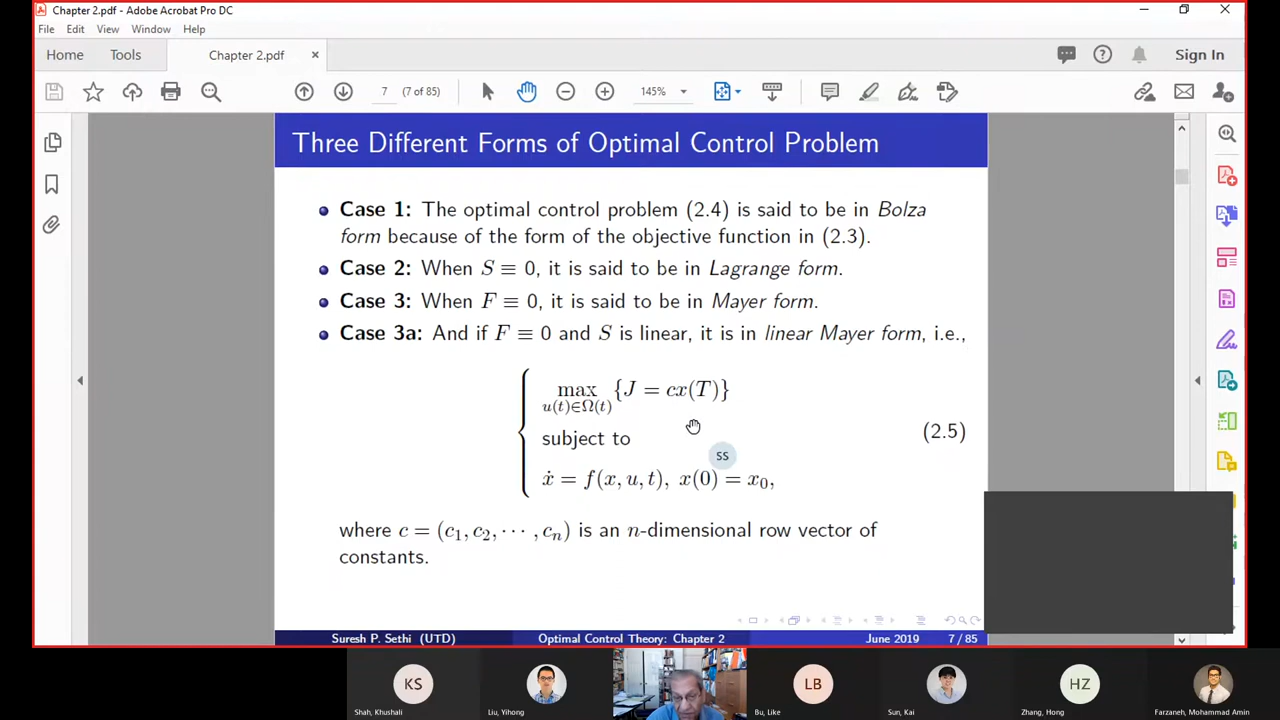 Chapter 2.pdf - Adobe Acrobat Pro DC
File Edit View Window Help
Home Tools Chapter 2.pdf × Sign In
7 (7 of 85) 145%
Three Different Forms of Optimal Control Problem
Case 1: The optimal control problem (2.4) is said to be in Bolza
form because of the form of the objective function in (2.3).
Case 2: When S ≡ 0, it is said to be in Lagrange form.
Case 3: When F ≡ 0, it is said to be in Mayer form.
Case 3a: And if F ≡ 0 and S is linear, it is in linear Mayer form, i.e.,
max {J = cx(T)}
u(t)∈Ω(t)
subject to
(2.5)
ss
ẋ = f(x, u, t), x(0) = x₀,
where c = (c₁, c₂, ⋯ , cₙ) is an n-dimensional row vector of
constants.
Suresh P. Sethi (UTD) Optimal Control Theory: Chapter 2 June 2019 7 / 85
KS LB HZ
Shah, Khushali Liu, Yihong Bu, Like Sun, Kai Zhang, Hong Farzaneh, Mohammad Amin